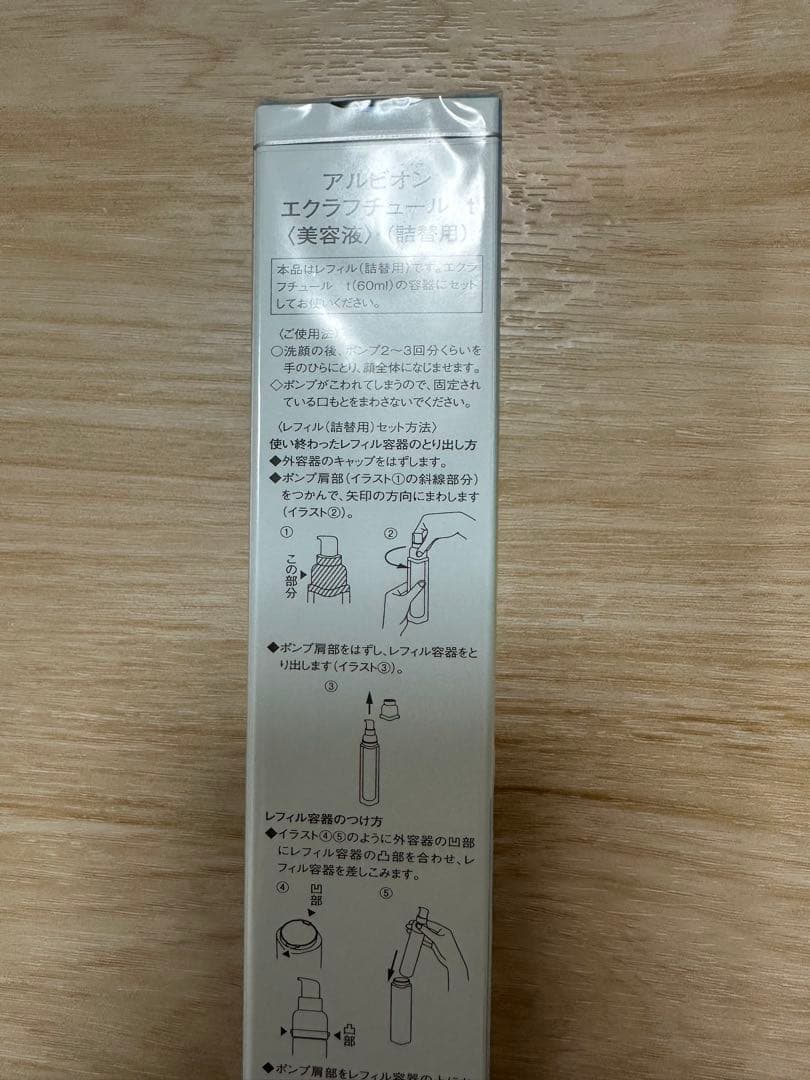 アルビオン
エクラフチュール t
〈美容液〉（詰替用）
本品はレフィル（詰替用）です。エクラ
フチュール t（60ml）の容器にセット
してお使いください。
〈ご使用法〉
○洗顔の後、ポンプ2〜3回分くらいを
手のひらにとり、顔全体になじませます。
◇ポンプがこわれてしまうので、固定され
ている口もとをまわさないでください。
〈レフィル（詰替用）セット方法〉
使い終わったレフィル容器のとり出し方
◆外容器のキャップをはずします。
◆ポンプ肩部（イラスト①の斜線部分）
をつかんで、矢印の方向にまわします
（イラスト②）。
① ②
この部分
◆ポンプ肩部をはずし、レフィル容器をと
り出します（イラスト③）。
③
レフィル容器のつけ方
◆イラスト④⑤のように外容器の凹部
にレフィル容器の凸部を合わせ、レ
フィル容器を差しこみます。
④ 凹部 ⑤
凸部